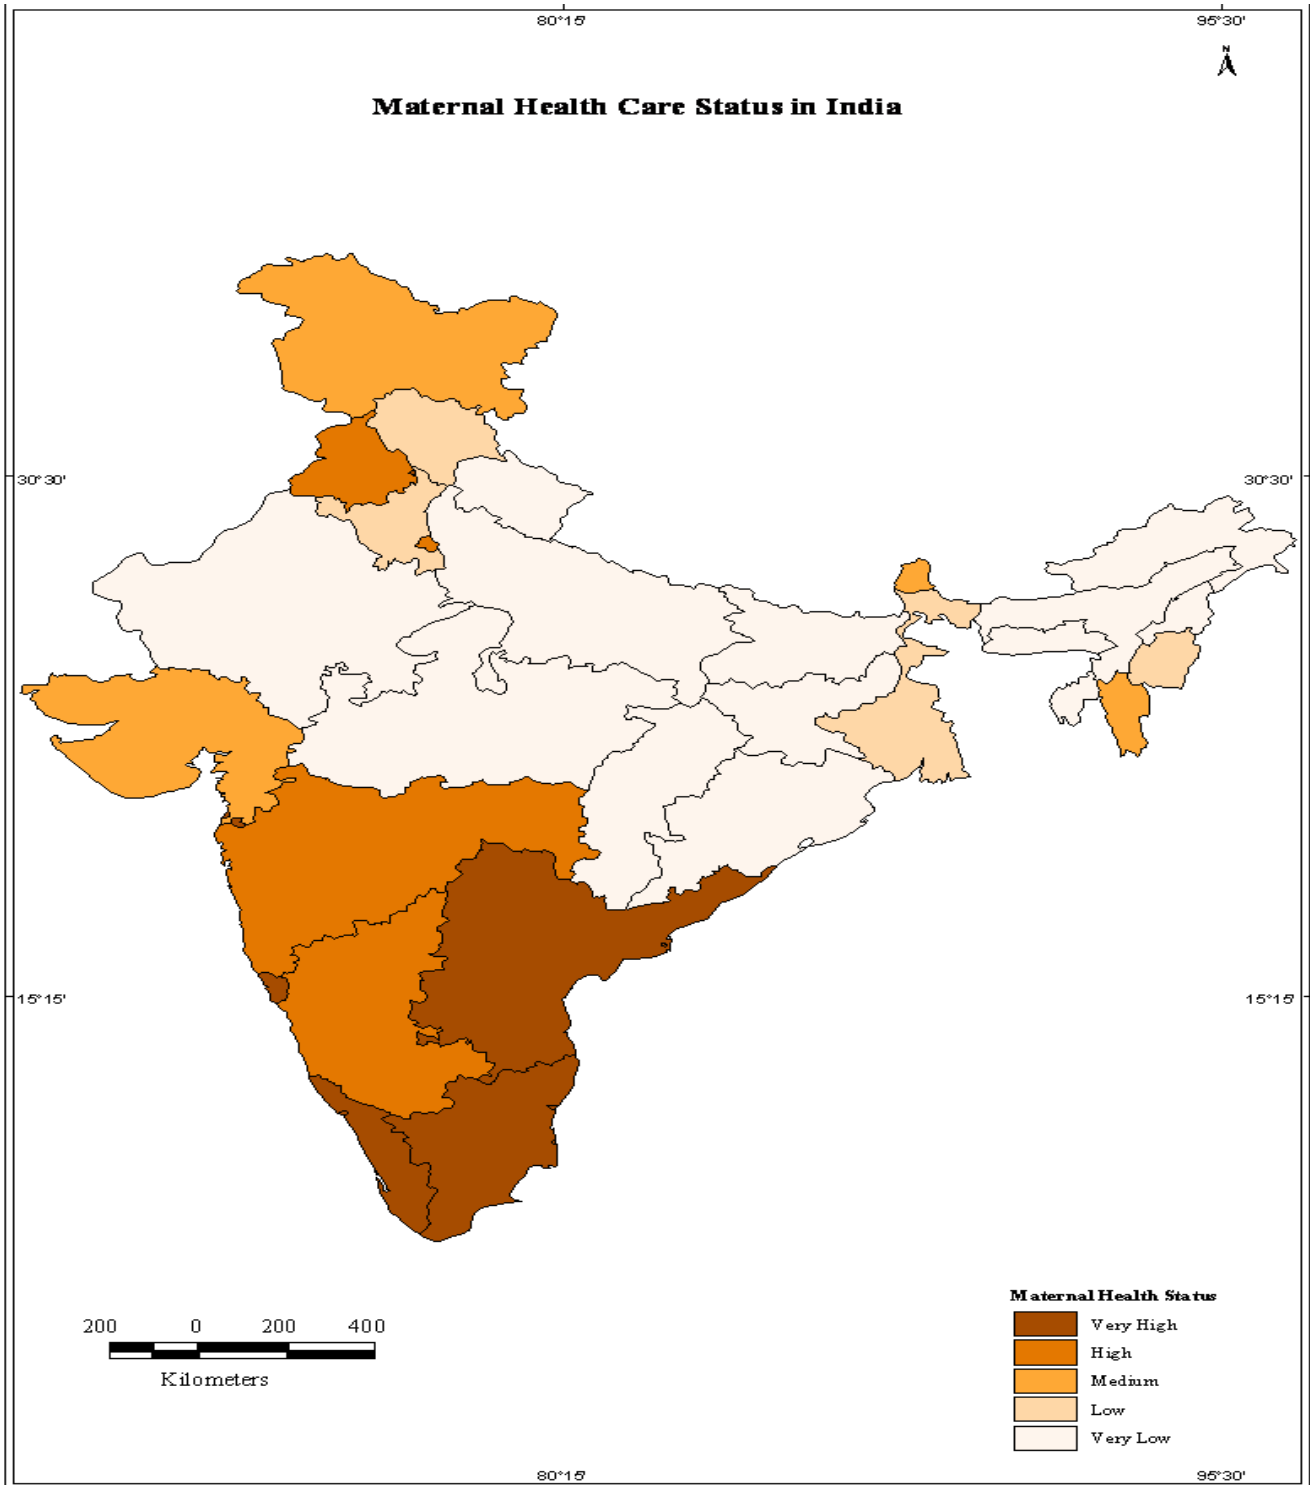 80°15'
95°30'
N
Maternal Health Care Status in India
30°30'
30°30'
15°15'
15°15'
Maternal Health Status
Very High
High
Medium
Low
Very Low
200 0 200 400
Kilometers
80°15'
95°30'